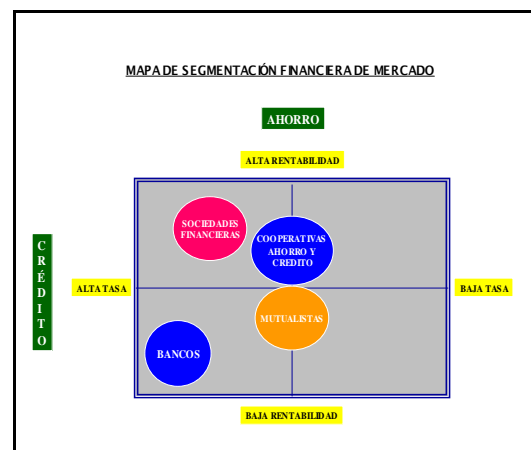 MAPA DE SEGMENTACIÓN FINANCIERA DE MERCADO
AHORRO
ALTA RENTABILIDAD
SOCIEDADES
FINANCIERAS
COOPERATIVAS
AHORRO Y
CREDITO
CRÉDITO
ALTA TASA
BAJA TASA
MUTUALISTAS
BANCOS
BAJA RENTABILIDAD